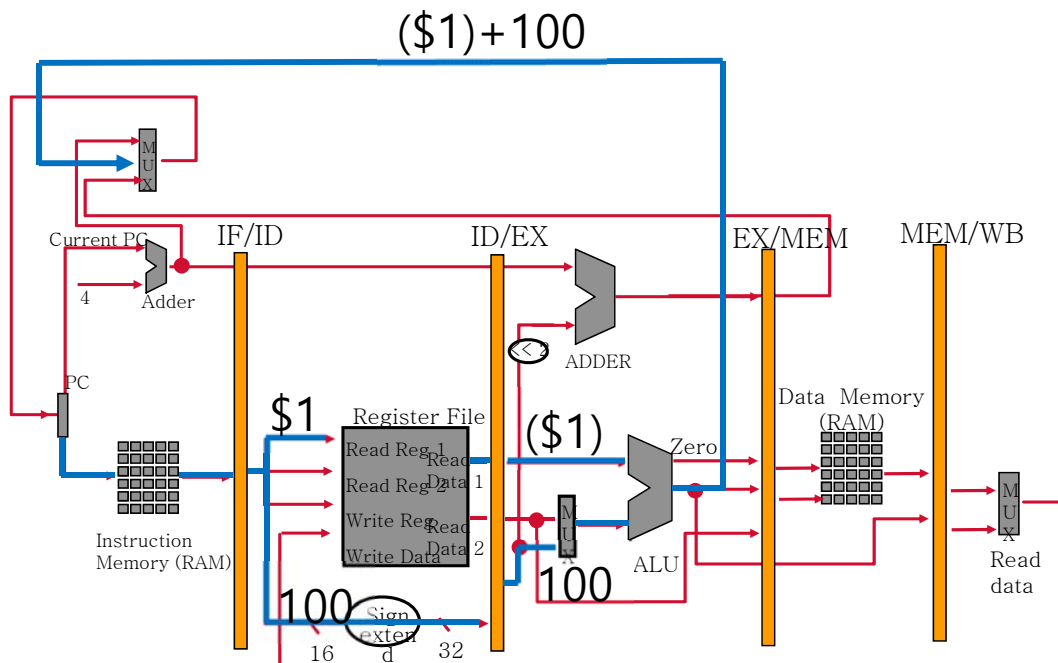 ($1)+100
M
U
X
Current PC
IF/ID
ID/EX
EX/MEM
MEM/WB
4
Adder
<< 2
ADDER
PC
$1
Register File
($1)
Zero
Data Memory
(RAM)
Read Reg 1
Read
Data 1
Read Reg 2
Write Reg
Read
Data 2
Write Data
M
U
X
M
U
X
Instruction
Memory (RAM)
ALU
Read
data
100
100
Sign
exten
d
16
32